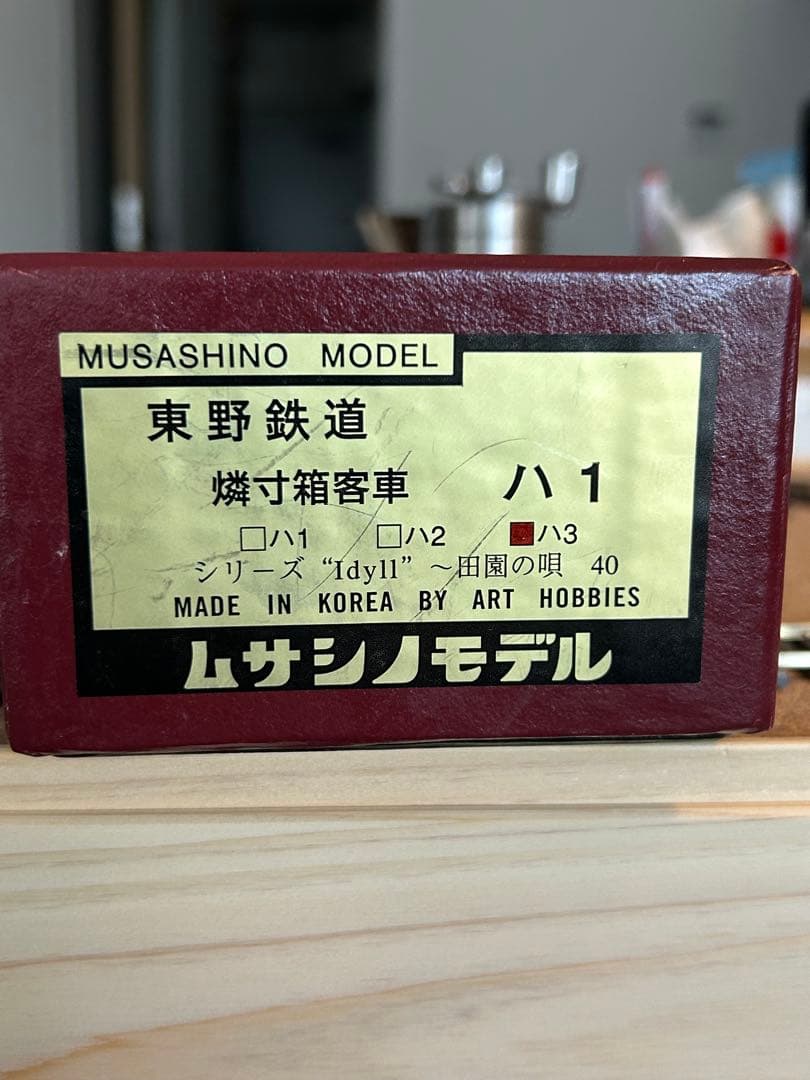 MUSASHINO MODEL
東野鉄道
燐寸箱客車 ハ1
□ハ1 □ハ2 ■ハ3
シリーズ “Idyll” ～田園の唄 40
MADE IN KOREA BY ART HOBBIES
ムサシノモデル